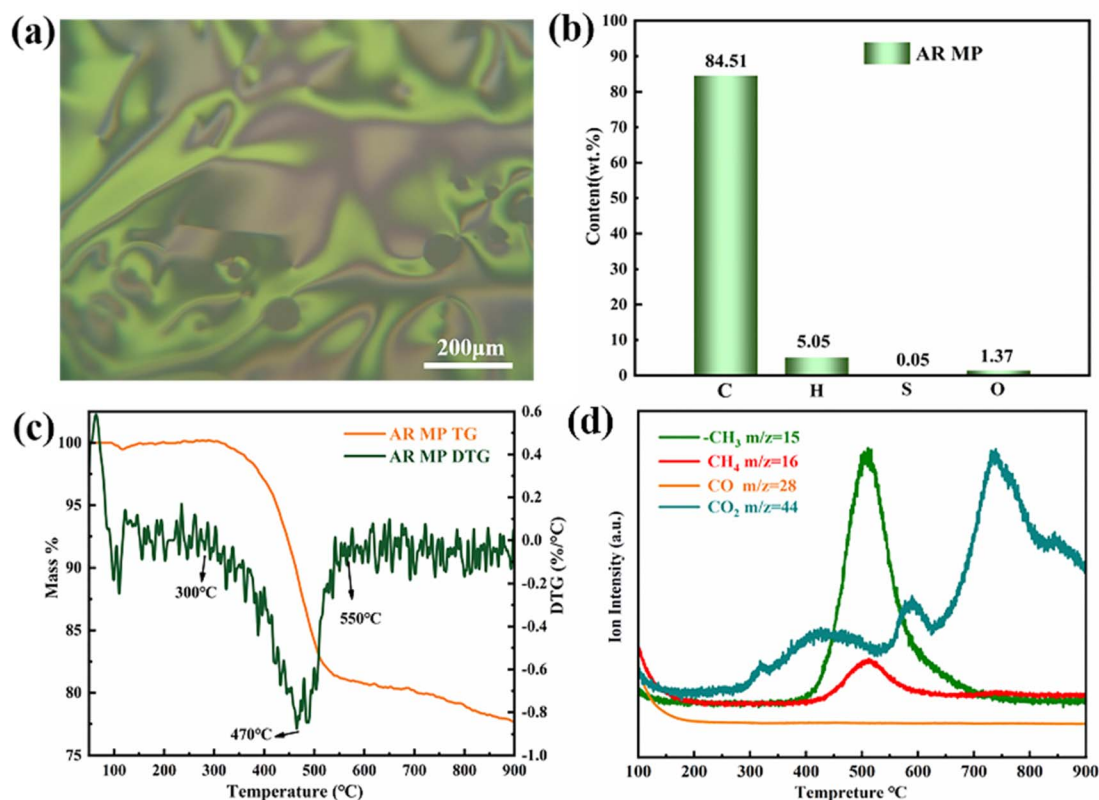 (a)
200μm
(b)
100
90
80
70
60
50
40
30
20
10
0
Content(wt.%)
AR MP
84.51
5.05
0.05
1.37
C H S O
(c)
AR MP TG
AR MP DTG
100
95
90
85
80
75
Mass %
0.6
0.4
0.2
0.0
-0.2
-0.4
-0.6
-0.8
-1.0
DTG (%/°C)
300°C
550°C
470°C
100 200 300 400 500 600 700 800 900
Temperature (°C)
(d)
-CH₃ m/z=15
CH₄ m/z=16
CO m/z=28
CO₂ m/z=44
Ion Intensity (a.u.)
100 200 300 400 500 600 700 800 900
Tempreture °C